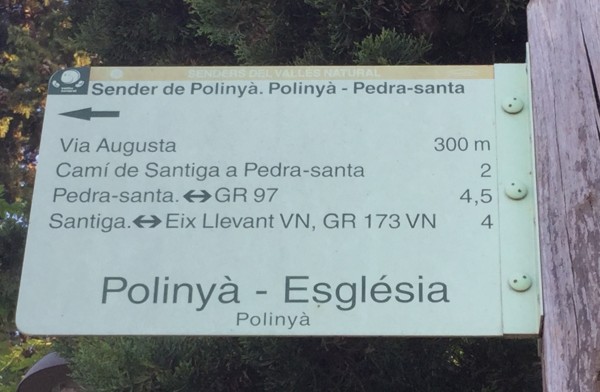 SENDERS DEL VALLÈS NATURAL
Sender de Polinyà. Polinyà - Pedra-santa
Via Augusta 300 m
Camí de Santiga a Pedra-santa 2
Pedra-santa.↔GR 97 4,5
Santiga.↔Eix Llevant VN, GR 173 VN 4
Polinyà - Església
Polinyà